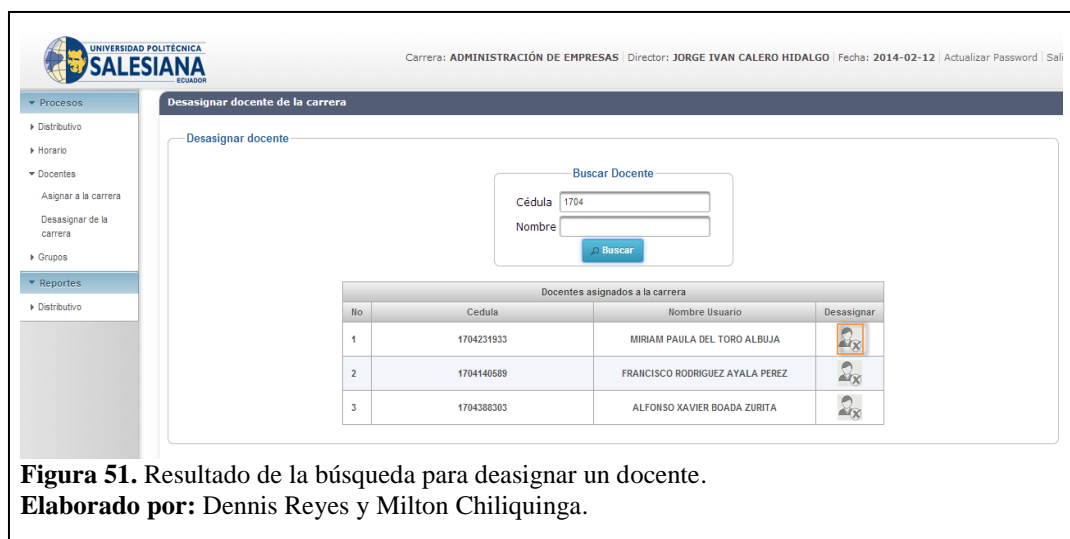 UNIVERSIDAD POLITÉCNICA
SALESIANA
ECUADOR
Carrera: ADMINISTRACIÓN DE EMPRESAS | Director: JORGE IVAN CALERO HIDALGO | Fecha: 2014-02-12 | Actualizar Password | Sali
Procesos
Distributivo
Horario
Docentes
Asignar a la carrera
Desasignar de la
carrera
Grupos
Reportes
Distributivo
Desasignar docente de la carrera
Desasignar docente
Buscar Docente
Cédula 1704
Nombre
Buscar
Docentes asignados a la carrera
No Cedula Nombre Usuario Desasignar
1 1704231933 MIRIAM PAULA DEL TORO ALBUJA
2 1704140589 FRANCISCO RODRIGUEZ AYALA PEREZ
3 1704388303 ALFONSO XAVIER BOADA ZURITA
Figura 51. Resultado de la búsqueda para deasignar un docente.
Elaborado por: Dennis Reyes y Milton Chiliquinga.